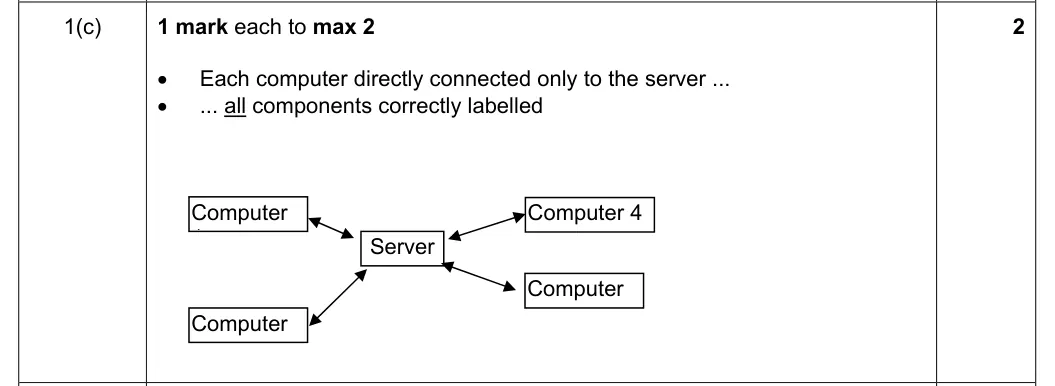 1(c) 1 mark each to max 2 2
• Each computer directly connected only to the server ...
• ... all components correctly labelled
Computer Computer 4
Server
Computer
Computer